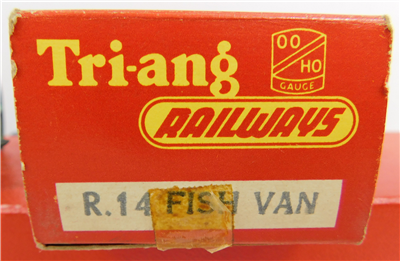 Tri-ang
OO
HO
GAUGE
RAILWAYS
R.14 FISH VAN